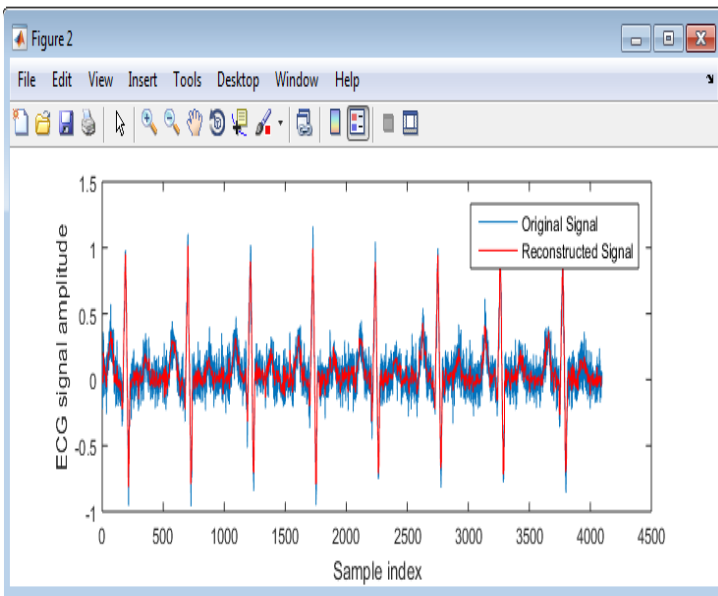 Figure 2
File Edit View Insert Tools Desktop Window Help
1.5
1
0.5
0
-0.5
-1
ECG signal amplitude
Original Signal
Reconstructed Signal
0 500 1000 1500 2000 2500 3000 3500 4000 4500
Sample index